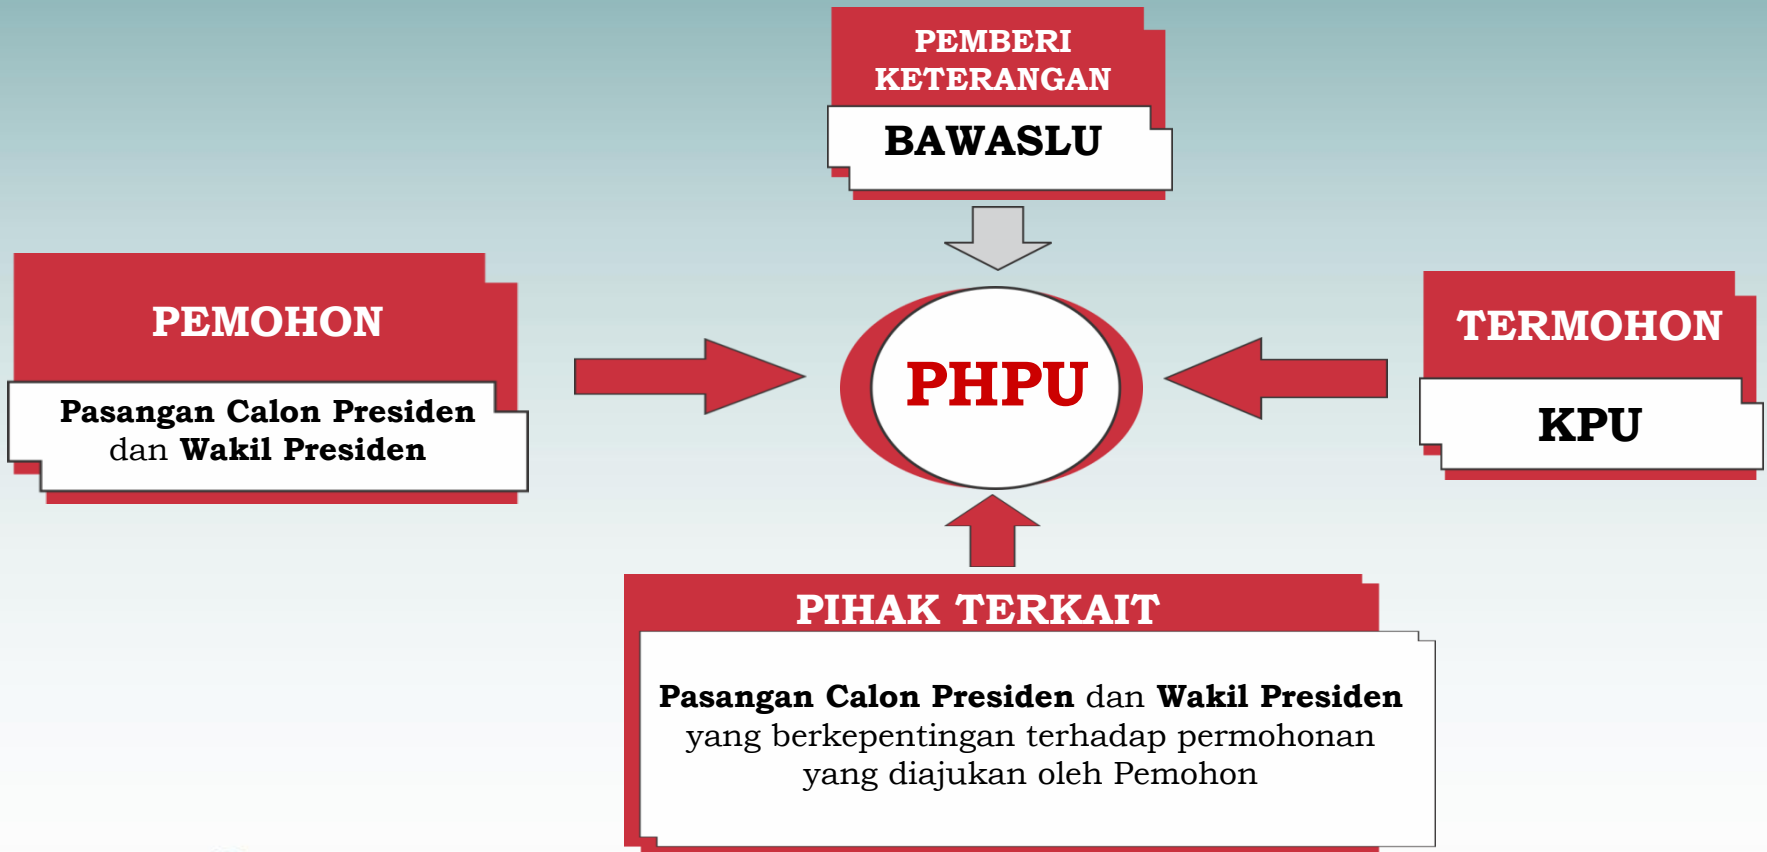 PEMBERI
KETERANGAN
BAWASLU
PEMOHON
Pasangan Calon Presiden
dan Wakil Presiden
PHPU
TERMOHON
KPU
PIHAK TERKAIT
Pasangan Calon Presiden dan Wakil Presiden
yang berkepentingan terhadap permohonan
yang diajukan oleh Pemohon